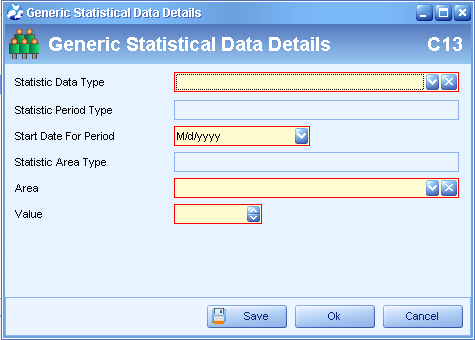 Generic Statistical Data Details
Generic Statistical Data Details C13
Statistic Data Type
Statistic Period Type
Start Date For Period M/d/yyyy
Statistic Area Type
Area
Value
Save Ok Cancel